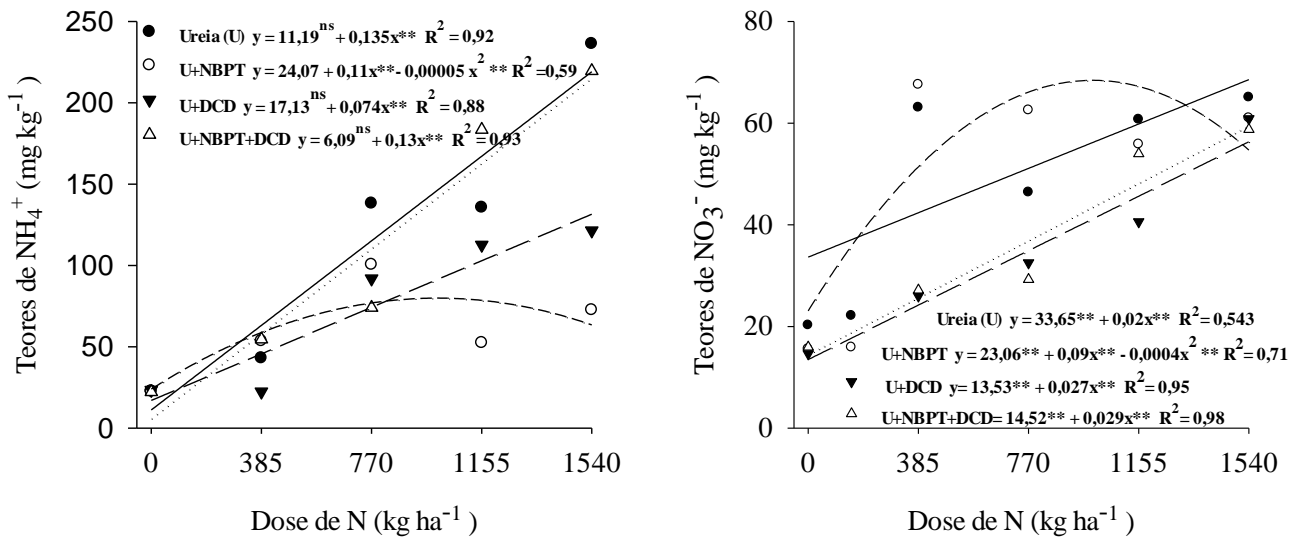 Teores de NH₄⁺ (mg kg⁻¹)
250
200
150
100
50
0
Ureia (U) y = 11,19ⁿˢ + 0,135x** R² = 0,92
U+NBPT y = 24,07 + 0,11x**- 0,00005 x² ** R² =0,59
U+DCD y = 17,13ⁿˢ + 0,074x** R² = 0,88
U+NBPT+DCD y = 6,09ⁿˢ + 0,13x** R² = 0,93
0 385 770 1155 1540
Dose de N (kg ha⁻¹ )
Teores de NO₃⁻ (mg kg⁻¹)
80
60
40
20
0
Ureia (U) y = 33,65** + 0,02x** R² = 0,543
U+NBPT y = 23,06** + 0,09x** - 0,0004x² ** R² = 0,71
U+DCD y= 13,53** + 0,027x** R² = 0,95
U+NBPT+DCD= 14,52** + 0,029x** R² = 0,98
0 385 770 1155 1540
Dose de N (kg ha⁻¹ )